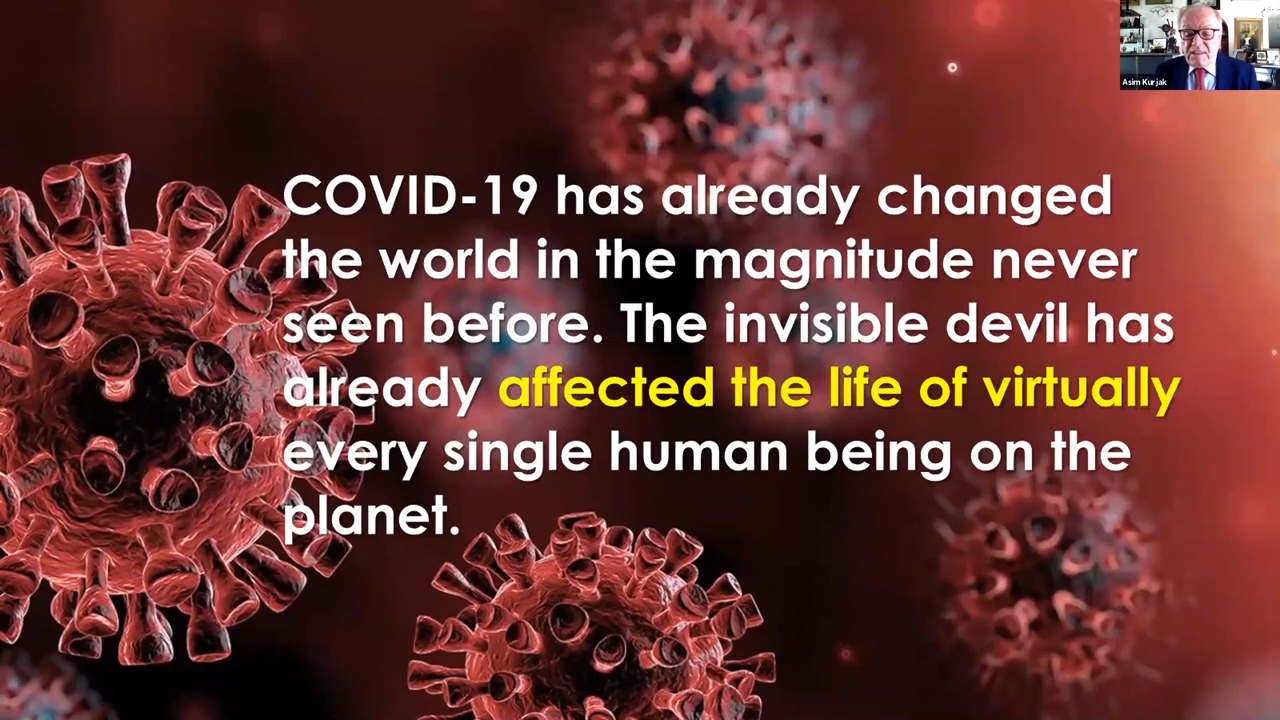 Asim Kurjak
COVID-19 has already changed
the world in the magnitude never
seen before. The invisible devil has
already affected the life of virtually
every single human being on the
planet.